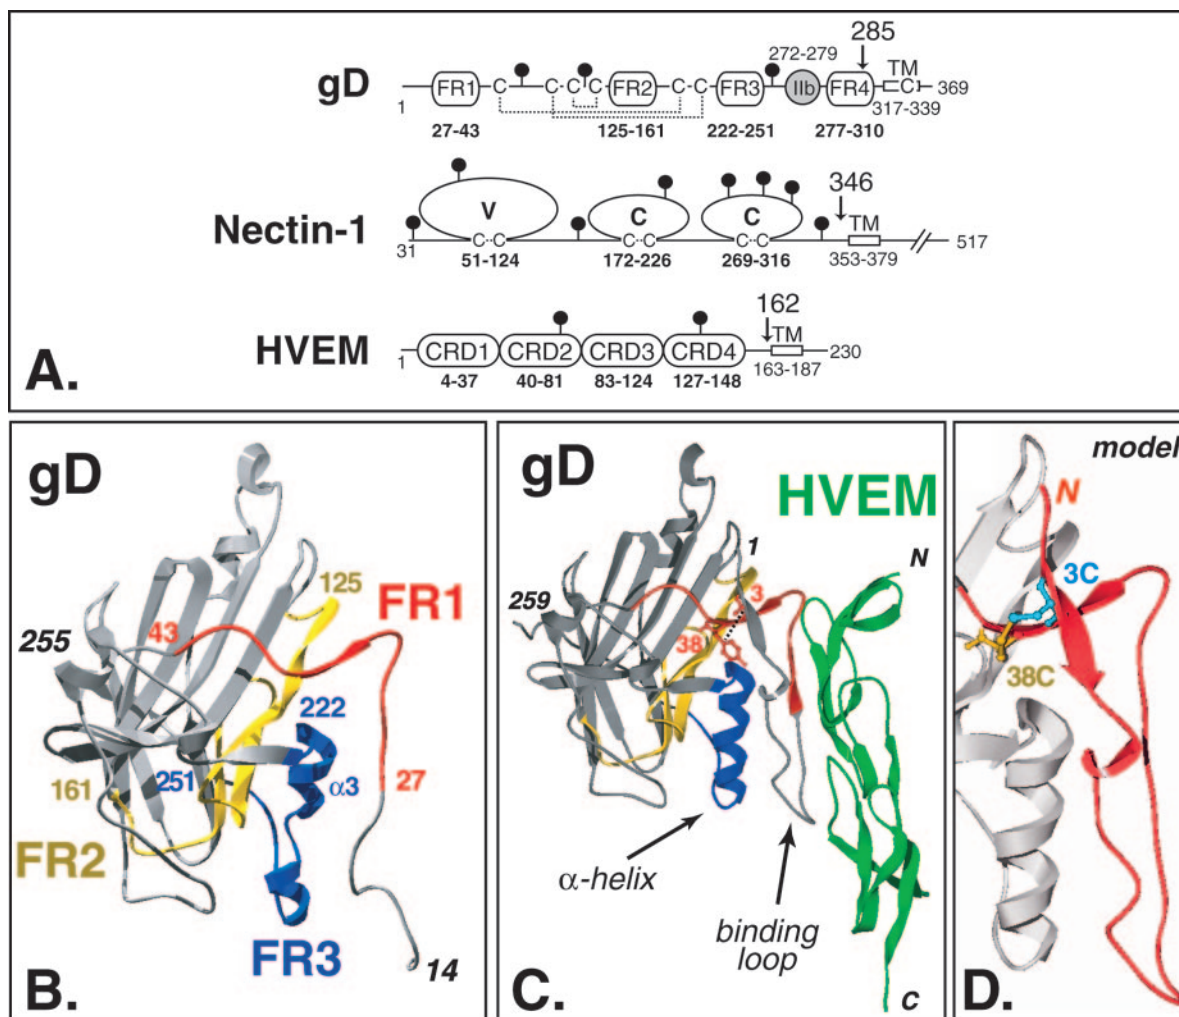 285
272-279
gD
FR1
C
C
C
C
FR2
C
C
FR3
IIb
FR4
TM
C
1
369
317-339
27-43
125-161
222-251
277-310
346
Nectin-1
V
C
C
TM
C
C
C
C
C
C
31
517
51-124
172-226
269-316
353-379
162
HVEM
CRD1
CRD2
CRD3
CRD4
TM
1
230
4-37
40-81
83-124
127-148
163-187
A.
gD
125
FR1
255
43
222
161
251
α3
27
FR2
FR3
14
B.
gD
HVEM
1
N
259
3
38
α-helix
binding
loop
C
C.
model
N
3C
38C
D.